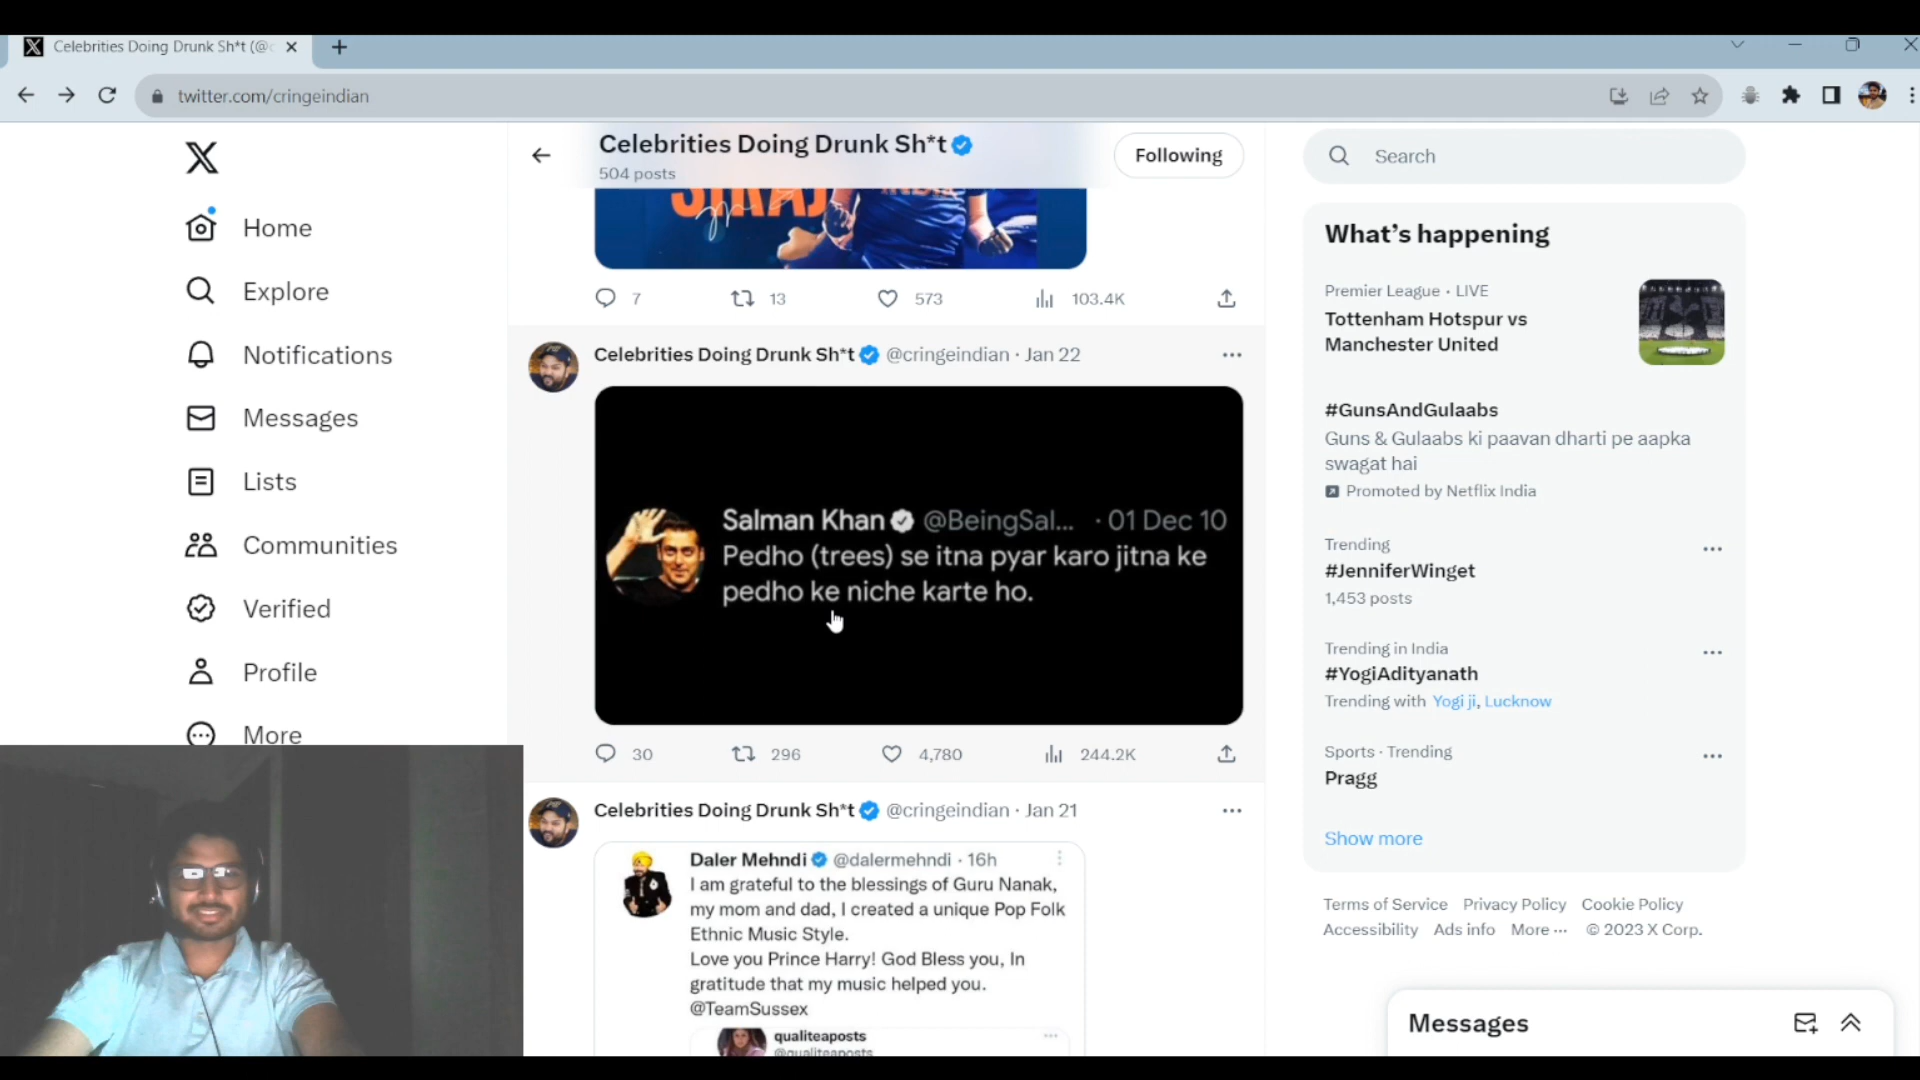 Celebrities Doing Drunk Sh*t (@c
twitter.com/cringeindian
X
Home
Explore
Notifications
Messages
Lists
Communities
Verified
Profile
More
Celebrities Doing Drunk Sh*t
504 posts
Following
SIRAJ
7 13 573 103.4K
Celebrities Doing Drunk Sh*t @cringeindian · Jan 22
Salman Khan @BeingSal... · 01 Dec 10
Pedho (trees) se itna pyar karo jitna ke
pedho ke niche karte ho.
30 296 4,780 244.2K
Celebrities Doing Drunk Sh*t @cringeindian · Jan 21
Daler Mehndi @dalermehndi · 16h
I am grateful to the blessings of Guru Nanak,
my mom and dad, I created a unique Pop Folk
Ethnic Music Style.
Love you Prince Harry! God Bless you, In
gratitude that my music helped you.
@TeamSussex
qualiteaposts
@qualiteaposts
Search
What's happening
Premier League · LIVE
Tottenham Hotspur vs
Manchester United
#GunsAndGulaabs
Guns & Gulaabs ki paavan dharti pe aapka
swagat hai
Promoted by Netflix India
Trending
#JenniferWinget
1,453 posts
Trending in India
#YogiAdityanath
Trending with Yogi ji, Lucknow
Sports · Trending
Pragg
Show more
Terms of Service Privacy Policy Cookie Policy
Accessibility Ads info More ··· © 2023 X Corp.
Messages